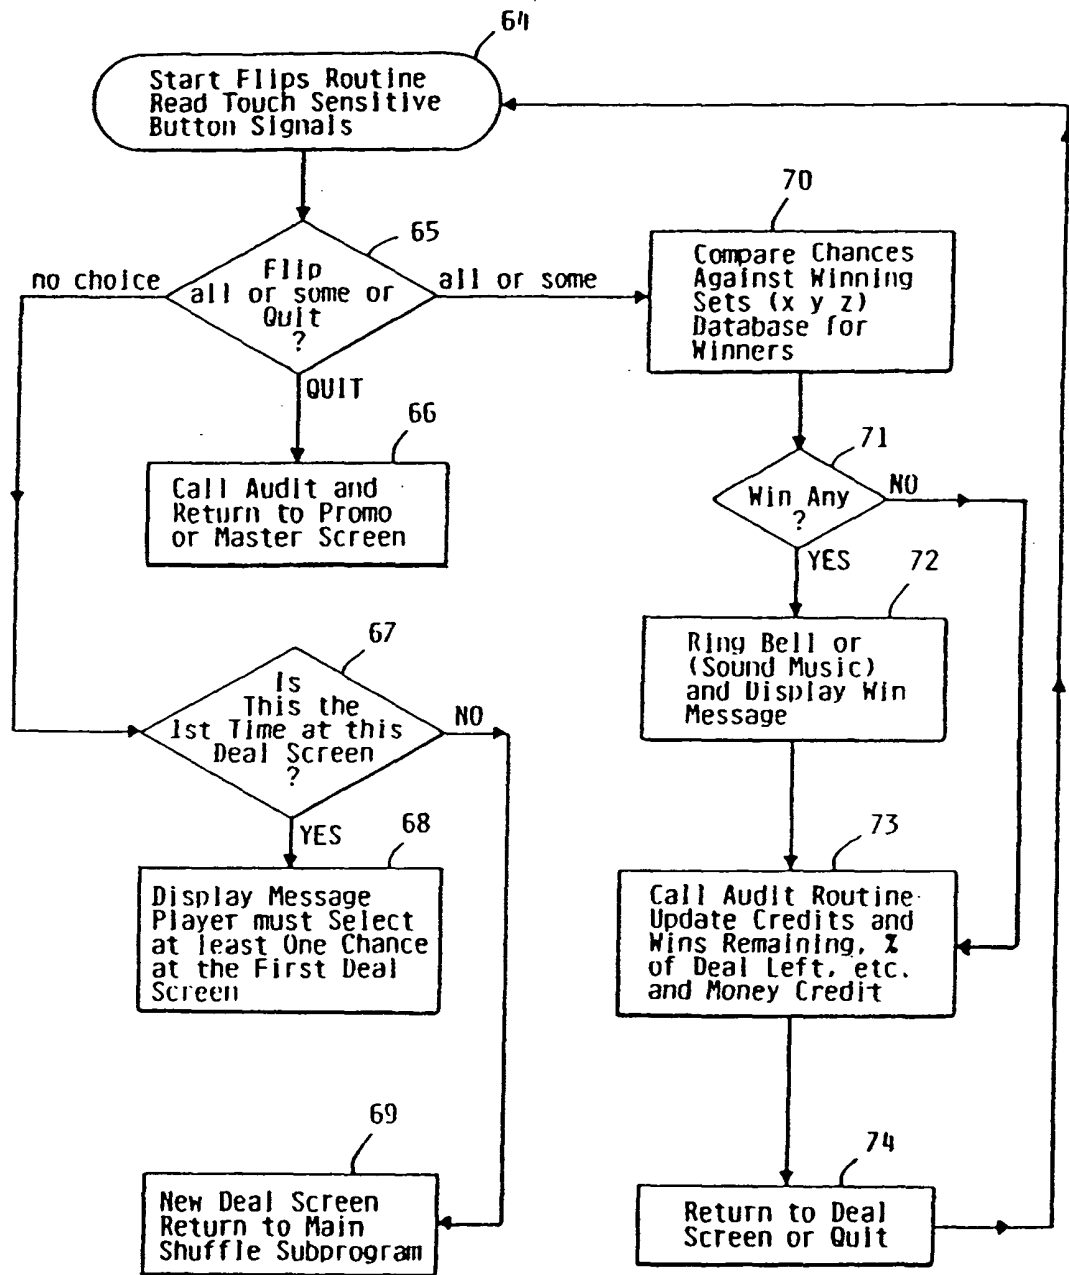 64
Start Flips Routine
Read Touch Sensitive
Button Signals
65
Flip
all or some or
Quit
?
no choice
all or some
QUIT
66
Call Audit and
Return to Promo
or Master Screen
67
Is
This the
1st Time at this
Deal Screen
?
NO
YES
68
Display Message
Player must Select
at least One Chance
at the First Deal
Screen
69
New Deal Screen
Return to Main
Shuffle Subprogram
70
Compare Chances
Against Winning
Sets (x y z)
Database for
Winners
71
Win Any
?
NO
YES
72
Ring Bell or
(Sound Music)
and Display Win
Message
73
Call Audit Routine
Update Credits and
Wins Remaining, %
of Deal Left, etc.
and Money Credit
74
Return to Deal
Screen or Quit